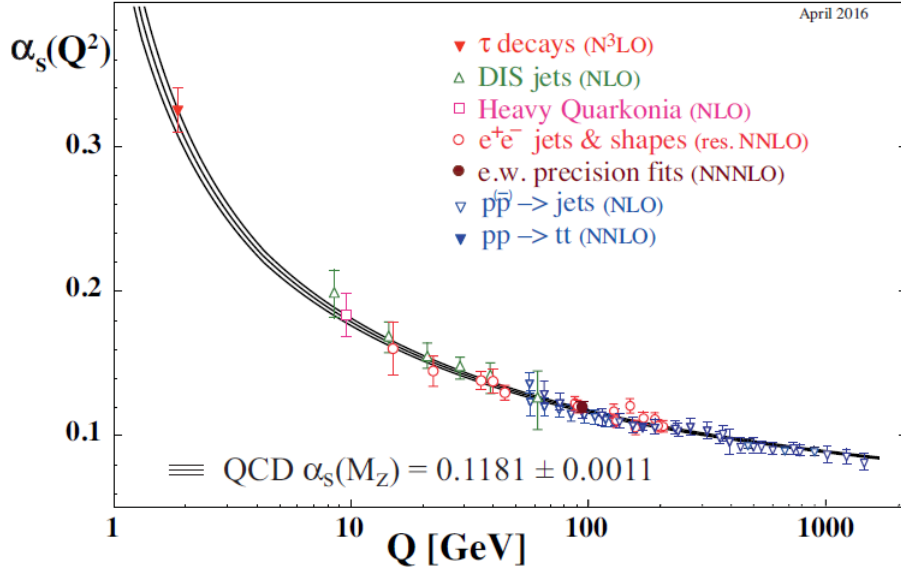 April 2016
αs(Q²)
τ decays (N³LO)
DIS jets (NLO)
Heavy Quarkonia (NLO)
e⁺e⁻ jets & shapes (res. NNLO)
e.w. precision fits (NNNLO)
pp(̅) –> jets (NLO)
pp –> tt (NNLO)
0.3
0.2
0.1
QCD αs(Mz) = 0.1181 ± 0.0011
1
10
100
1000
Q [GeV]